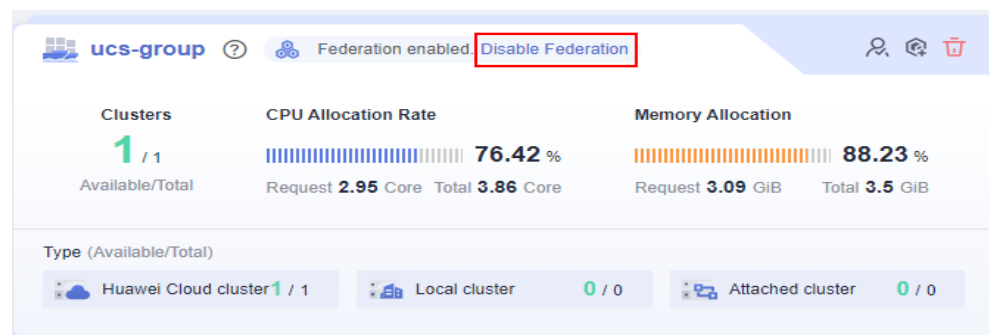 ucs-group ? Federation enabled. Disable Federation
Clusters CPU Allocation Rate Memory Allocation
1 / 1 76.42 % 88.23 %
Available/Total Request 2.95 Core Total 3.86 Core Request 3.09 GiB Total 3.5 GiB
Type (Available/Total)
Huawei Cloud cluster 1 / 1 Local cluster 0 / 0 Attached cluster 0 / 0